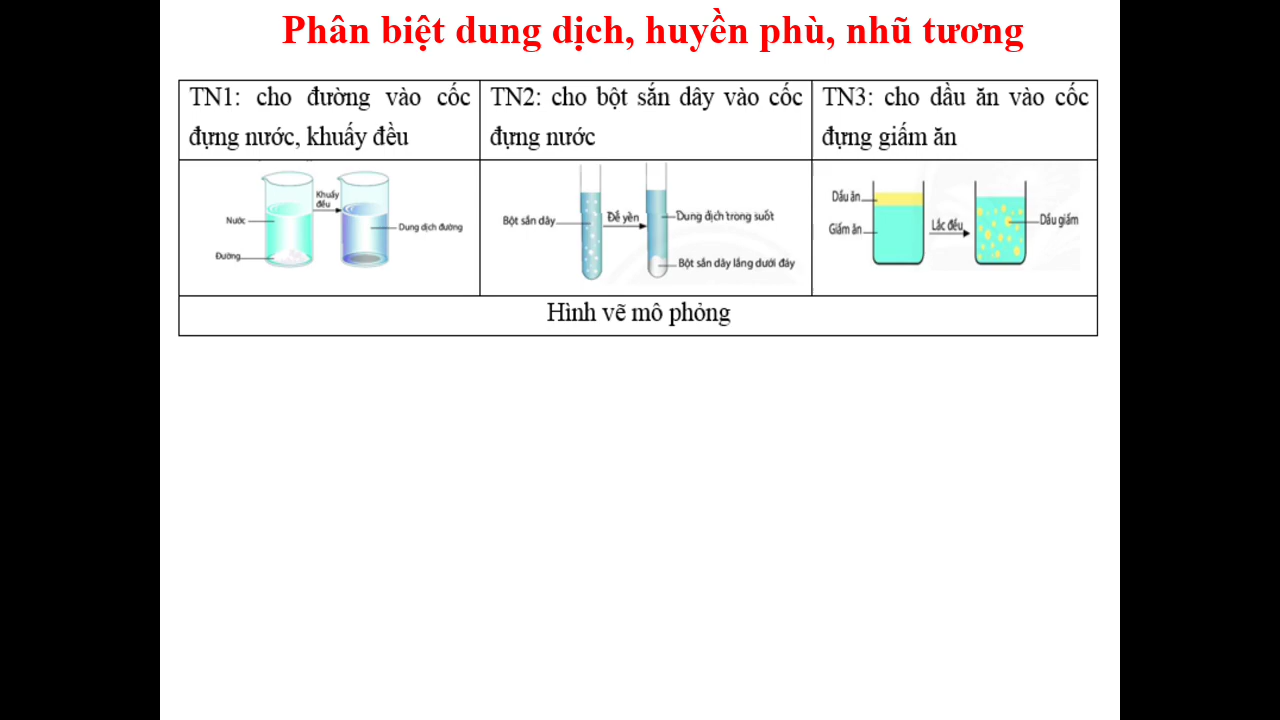 Phân biệt dung dịch, huyền phù, nhũ tương
TN1: cho đường vào cốc
đựng nước, khuấy đều
TN2: cho bột sắn dây vào cốc
đựng nước
TN3: cho dầu ăn vào cốc
đựng giấm ăn
Khuấy
đều
Nước
Dung dịch đường
Đường
Bột sắn dây
Để yên
Dung dịch trong suốt
Bột sắn dây lắng dưới đáy
Dầu ăn
Giấm ăn
Lắc đều
Dầu giấm
Hình vẽ mô phỏng